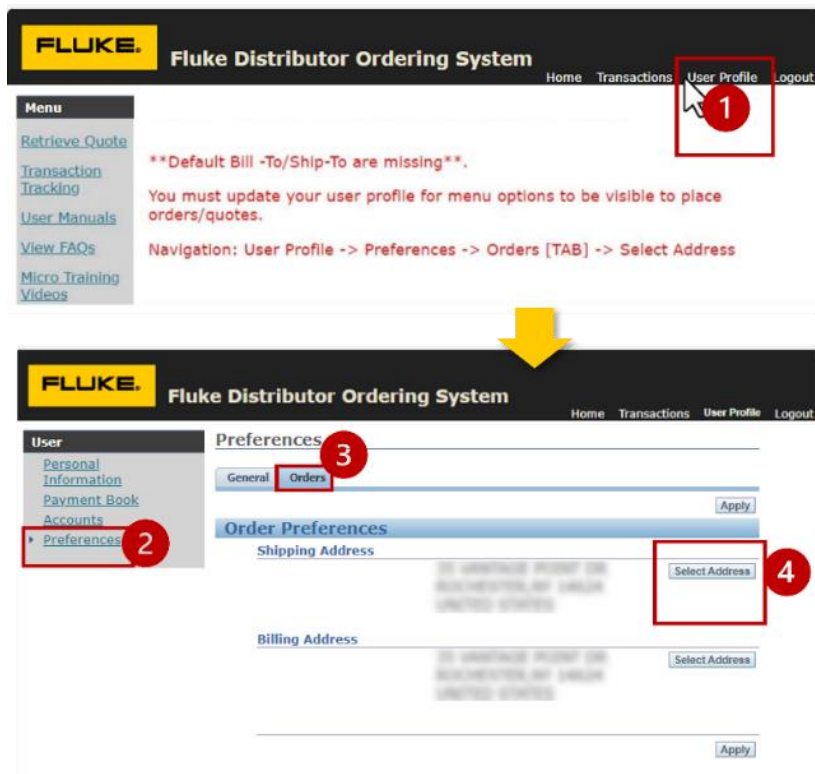 FLUKE.
Fluke Distributor Ordering System
Home Transactions User Profile Logout
1
Menu
Retrieve Quote
Transaction
Tracking
User Manuals
View FAQs
Micro Training
Videos
**Default Bill -To/Ship-To are missing**.
You must update your user profile for menu options to be visible to place
orders/quotes.
Navigation: User Profile -> Preferences -> Orders [TAB] -> Select Address
FLUKE.
Fluke Distributor Ordering System
Home Transactions User Profile Logout
User
Personal
Information
Payment Book
Accounts
Preferences
2
Preferences
3
General Orders
Apply
Order Preferences
Shipping Address
Select Address
4
Billing Address
Select Address
Apply